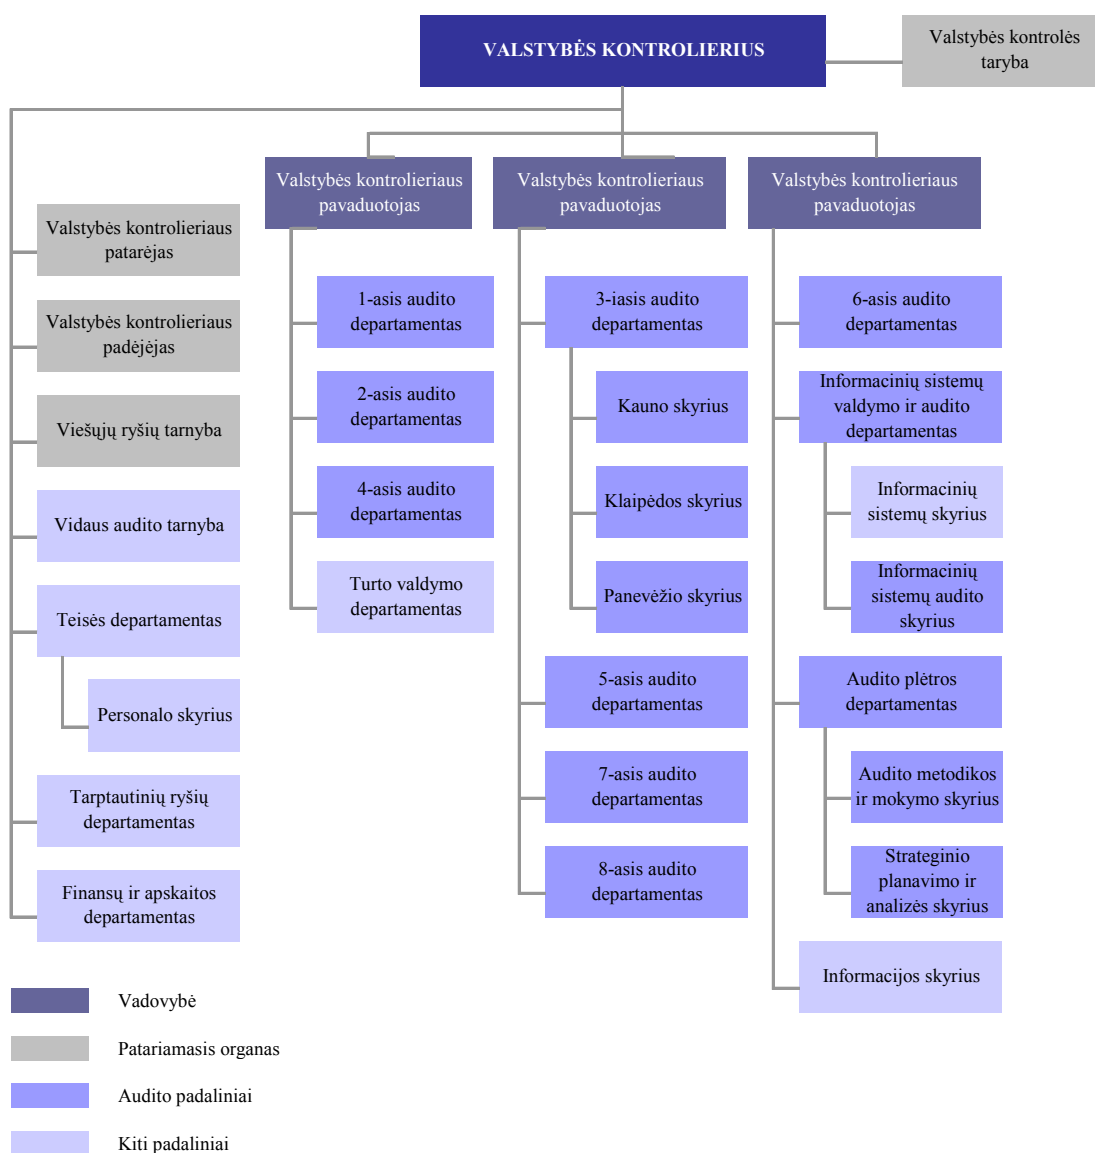 VALSTYBĖS KONTROLIERIUS
Valstybės kontrolės
taryba
Valstybės kontrolieriaus
patarėjas
Valstybės kontrolieriaus
padėjėjas
Viešųjų ryšių tarnyba
Vidaus audito tarnyba
Teisės departamentas
Personalo skyrius
Tarptautinių ryšių
departamentas
Finansų ir apskaitos
departamentas
Valstybės kontrolieriaus
pavaduotojas
1-asis audito
departamentas
2-asis audito
departamentas
4-asis audito
departamentas
Turto valdymo
departamentas
Valstybės kontrolieriaus
pavaduotojas
3-iasis audito
departamentas
Kauno skyrius
Klaipėdos skyrius
Panevėžio skyrius
5-asis audito
departamentas
7-asis audito
departamentas
8-asis audito
departamentas
Valstybės kontrolieriaus
pavaduotojas
6-asis audito
departamentas
Informacinių sistemų
valdymo ir audito
departamentas
Informacinių
sistemų skyrius
Informacinių
sistemų audito
skyrius
Audito plėtros
departamentas
Audito metodikos
ir mokymo skyrius
Strateginio
planavimo ir
analizės skyrius
Informacijos skyrius
Vadovybė
Patariamasis organas
Audito padaliniai
Kiti padaliniai